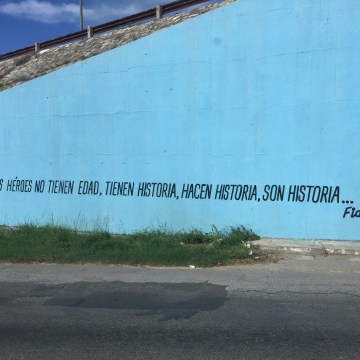 HÉROES NO TIENEN EDAD, TIENEN HISTORIA, HACEN HISTORIA, SON HISTORIA...